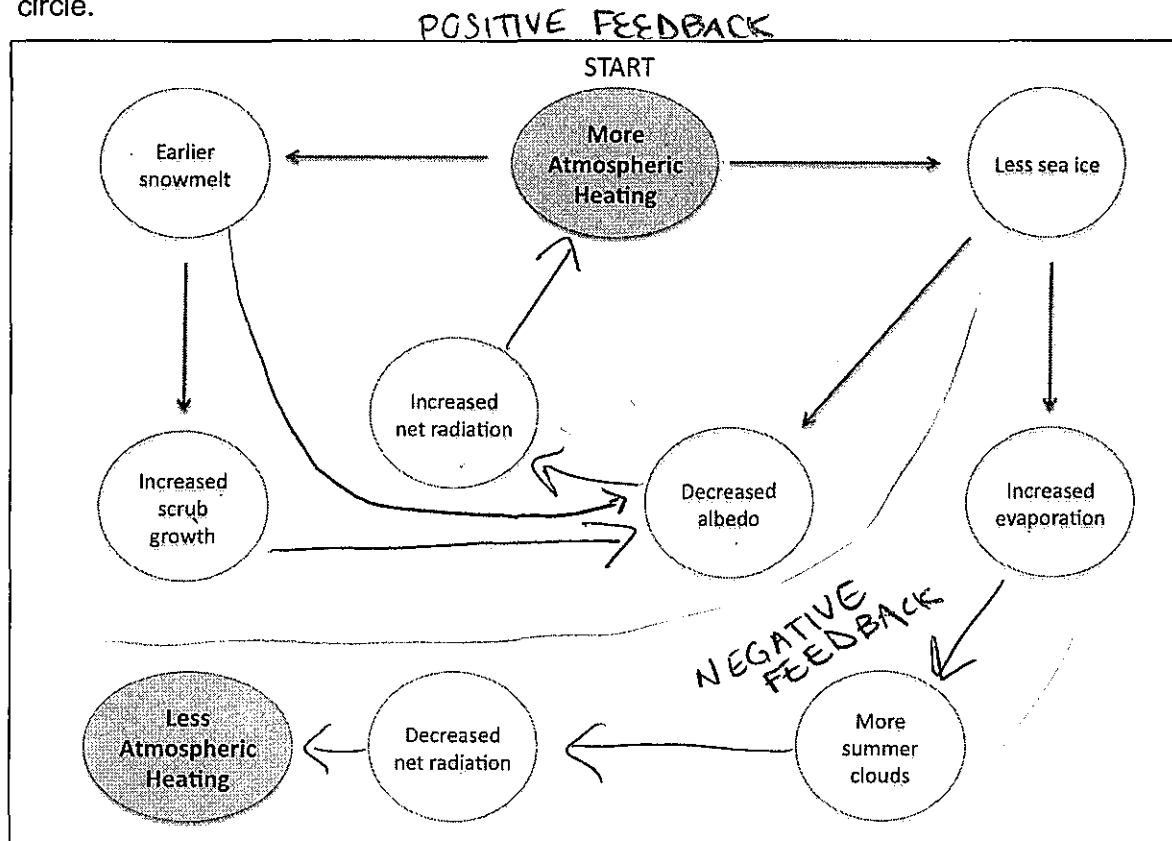 circle.
POSITIVE FEEDBACK
START
Earlier
snowmelt
More
Atmospheric
Heating
Less sea ice
Increased
net radiation
Increased
scrub
growth
Decreased
albedo
Increased
evaporation
NEGATIVE
FEEDBACK
Less
Atmospheric
Heating
Decreased
net radiation
More
summer
clouds